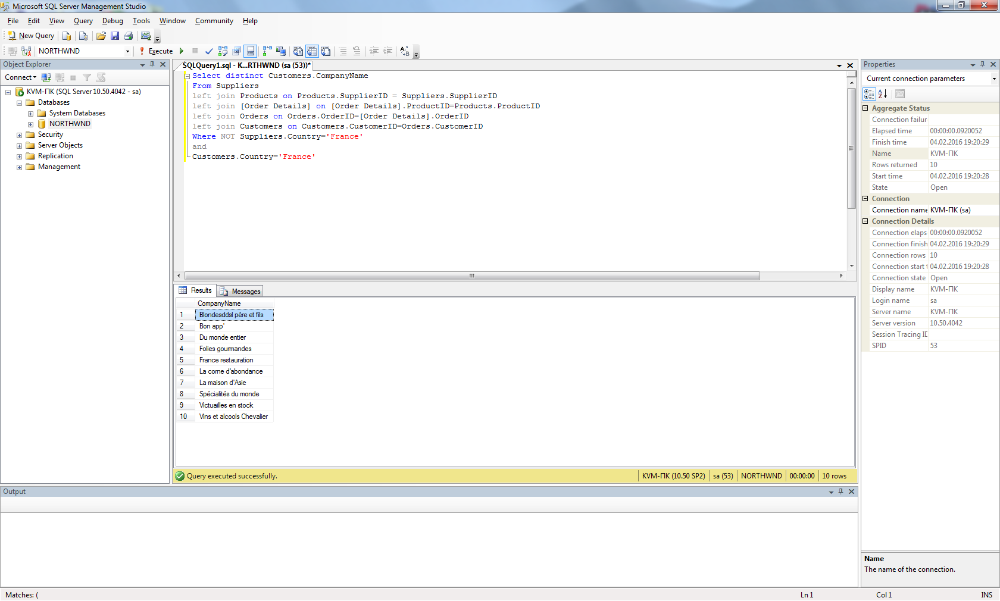 Microsoft SQL Server Management Studio
File Edit View Query Debug Tools Window Community Help
New Query
NORTHWND Execute
Object Explorer
Connect
KVM-ПК (SQL Server 10.50.4042 - sa)
Databases
System Databases
NORTHWND
Security
Server Objects
Replication
Management
SQLQuery1.sql - K...RTHWND (sa (53))*
Select distinct Customers.CompanyName
From Suppliers
left join Products on Products.SupplierID = Suppliers.SupplierID
left join [Order Details] on [Order Details].ProductID=Products.ProductID
left join Orders on Orders.OrderID=[Order Details].OrderID
left join Customers on Customers.CustomerID=Orders.CustomerID
Where NOT Suppliers.Country='France'
and
Customers.Country='France'
Results Messages
CompanyName
1 Blondesddsl père et fils
2 Bon app'
3 Du monde entier
4 Folies gourmandes
5 France restauration
6 La corne d'abondance
7 La maison d'Asie
8 Spécialités du monde
9 Victuailles en stock
10 Vins et alcools Chevalier
Query executed successfully. KVM-ПК (10.50 SP2) sa (53) NORTHWND 00:00:00 10 rows
Properties
Current connection parameters
Aggregate Status
Connection failur
Elapsed time 00:00:00.0920052
Finish time 04.02.2016 19:20:29
Name KVM-ПК
Rows returned 10
Start time 04.02.2016 19:20:28
State Open
Connection
Connection name KVM-ПК (sa)
Connection Details
Connection elaps 00:00:00.0920052
Connection finish 04.02.2016 19:20:29
Connection rows 10
Connection start t 04.02.2016 19:20:28
Connection state Open
Display name KVM-ПК
Login name sa
Server name KVM-ПК
Server version 10.50.4042
Session Tracing ID
SPID 53
Name
The name of the connection.
Output
Matches: ( Ln 1 Col 1 INS